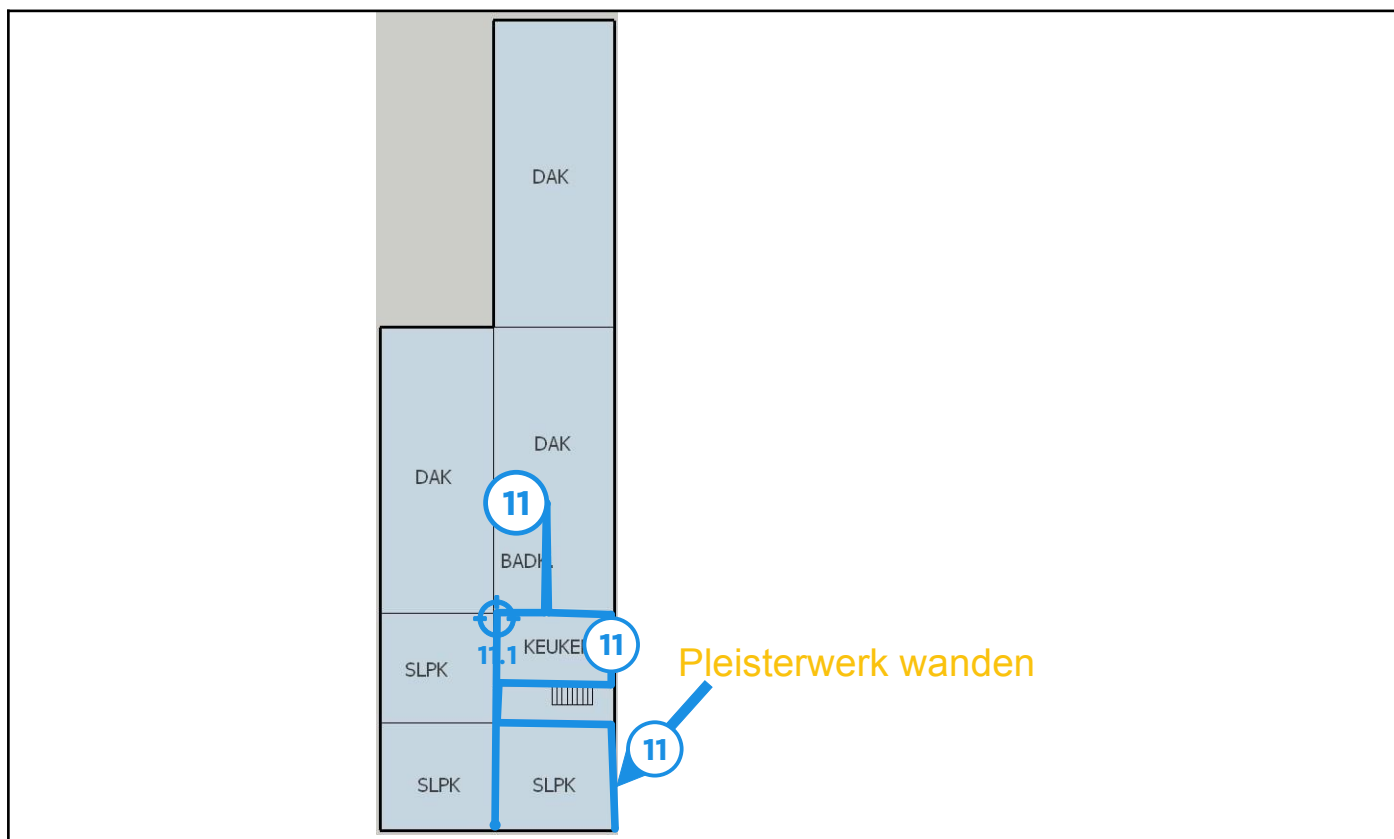 DAK
DAK
DAK
11
BADK.
11.1
KEUKEN
11
SLPK
Pleisterwerk wanden
11
SLPK
SLPK